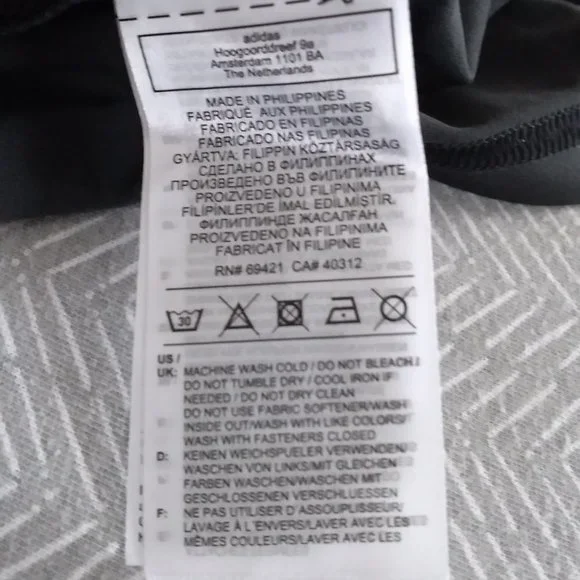 adidas
Hoogoorddreef 9a
Amsterdam 1101 BA
The Netherlands
MADE IN PHILIPPINES
FABRIQUÉ AUX PHILIPPINES
FABRICADO EN FILIPINAS
FABRICADO NAS FILIPINAS
GYÁRTVA: FILIPPIN KÖZTÁRSASÁG
СДЕЛАНО В ФИЛИППИНАХ
ПРОИЗВЕДЕНО ВЪВ ФИЛИПИНИТЕ
PROIZVEDENO U FILIPINIMA
FİLİPİNLER'DE İMAL EDİLMİŞTİR.
ФИЛИППИНДЕ ЖАСАЛҒАН
PROIZVEDENO NA FILIPINIMA
FABRICAT ÎN FILIPINE
RN# 69421 CA# 40312
30
US /
UK: MACHINE WASH COLD / DO NOT BLEACH /
DO NOT TUMBLE DRY / COOL IRON IF
NEEDED / DO NOT DRY CLEAN
DO NOT USE FABRIC SOFTENER/WASH
INSIDE OUT/WASH WITH LIKE COLORS/
WASH WITH FASTENERS CLOSED
D: KEINEN WEICHSPUELER VERWENDEN/
WASCHEN VON LINKS/MIT GLEICHEN
FARBEN WASCHEN/WASCHEN MIT
GESCHLOSSENEN VERSCHLUESSEN
F: NE PAS UTILISER D'ASSOUPLISSEUR/
LAVAGE À L'ENVERS/LAVER AVEC LES
MÊMES COULEURS/LAVER AVEC LES